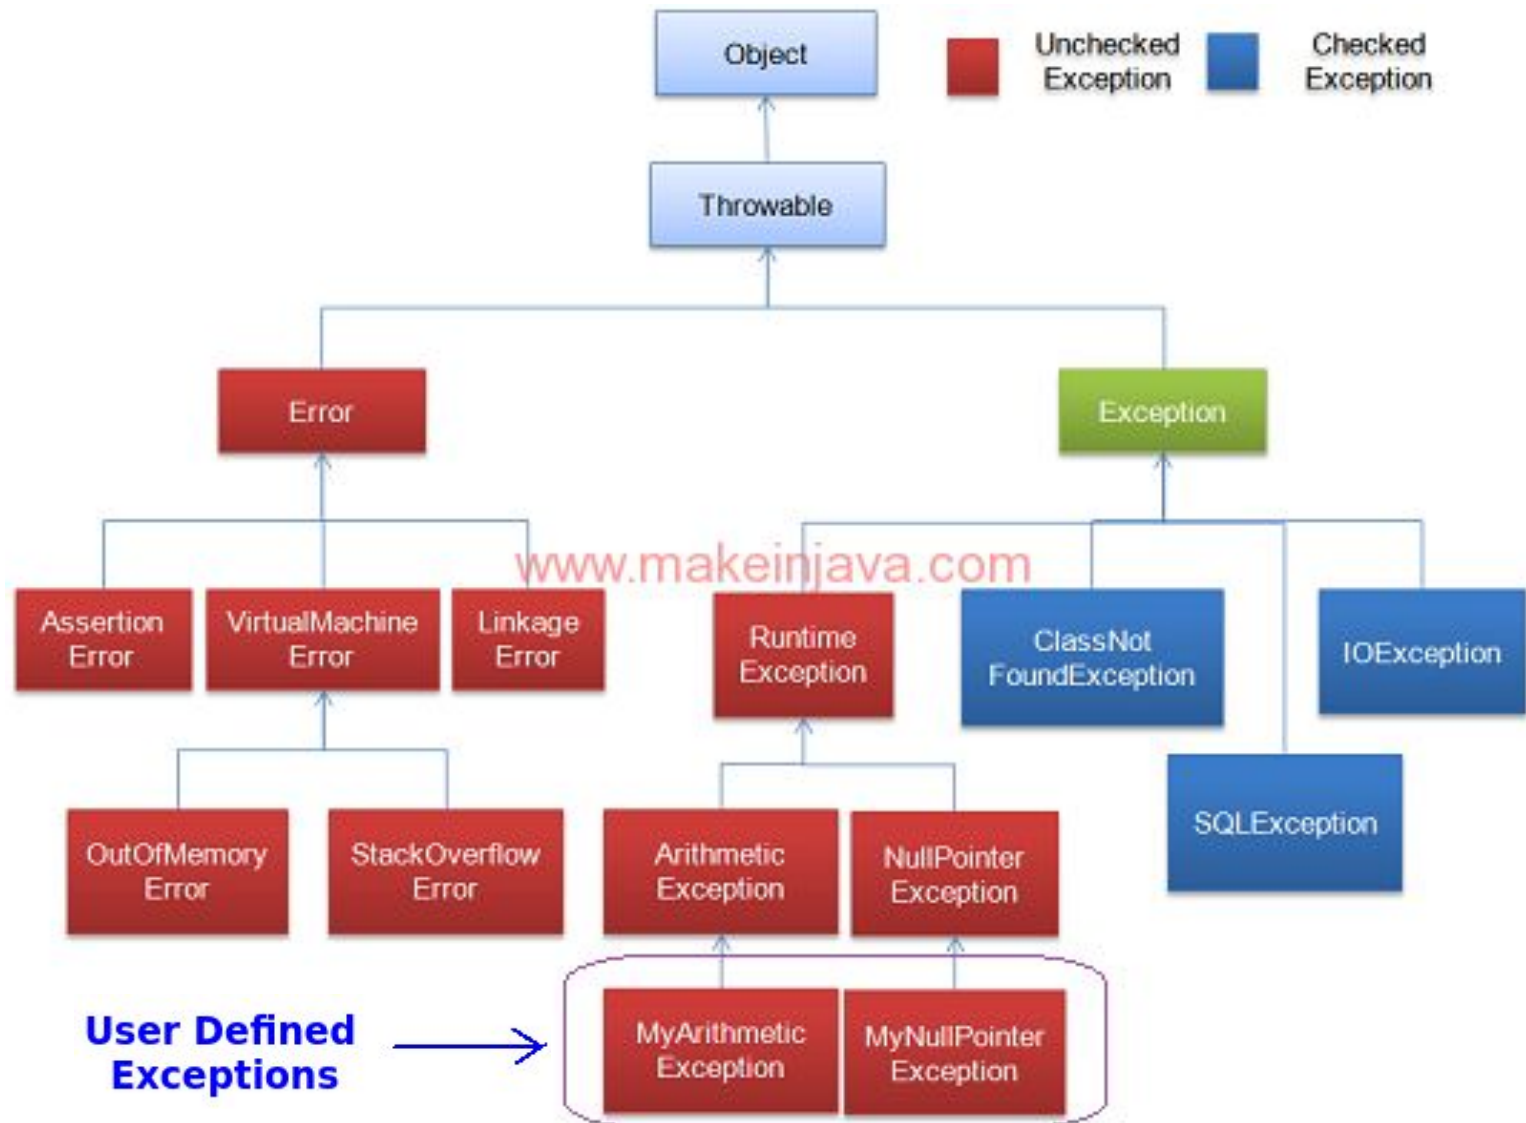 Object
Unchecked
Exception
Checked
Exception
Throwable
Error
Exception
www.makeinjava.com
Assertion
Error
VirtualMachine
Error
Linkage
Error
Runtime
Exception
ClassNot
FoundException
IOException
OutOfMemory
Error
StackOverflow
Error
Arithmetic
Exception
NullPointer
Exception
SQLException
User Defined
Exceptions
MyArithmetic
Exception
MyNullPointer
Exception